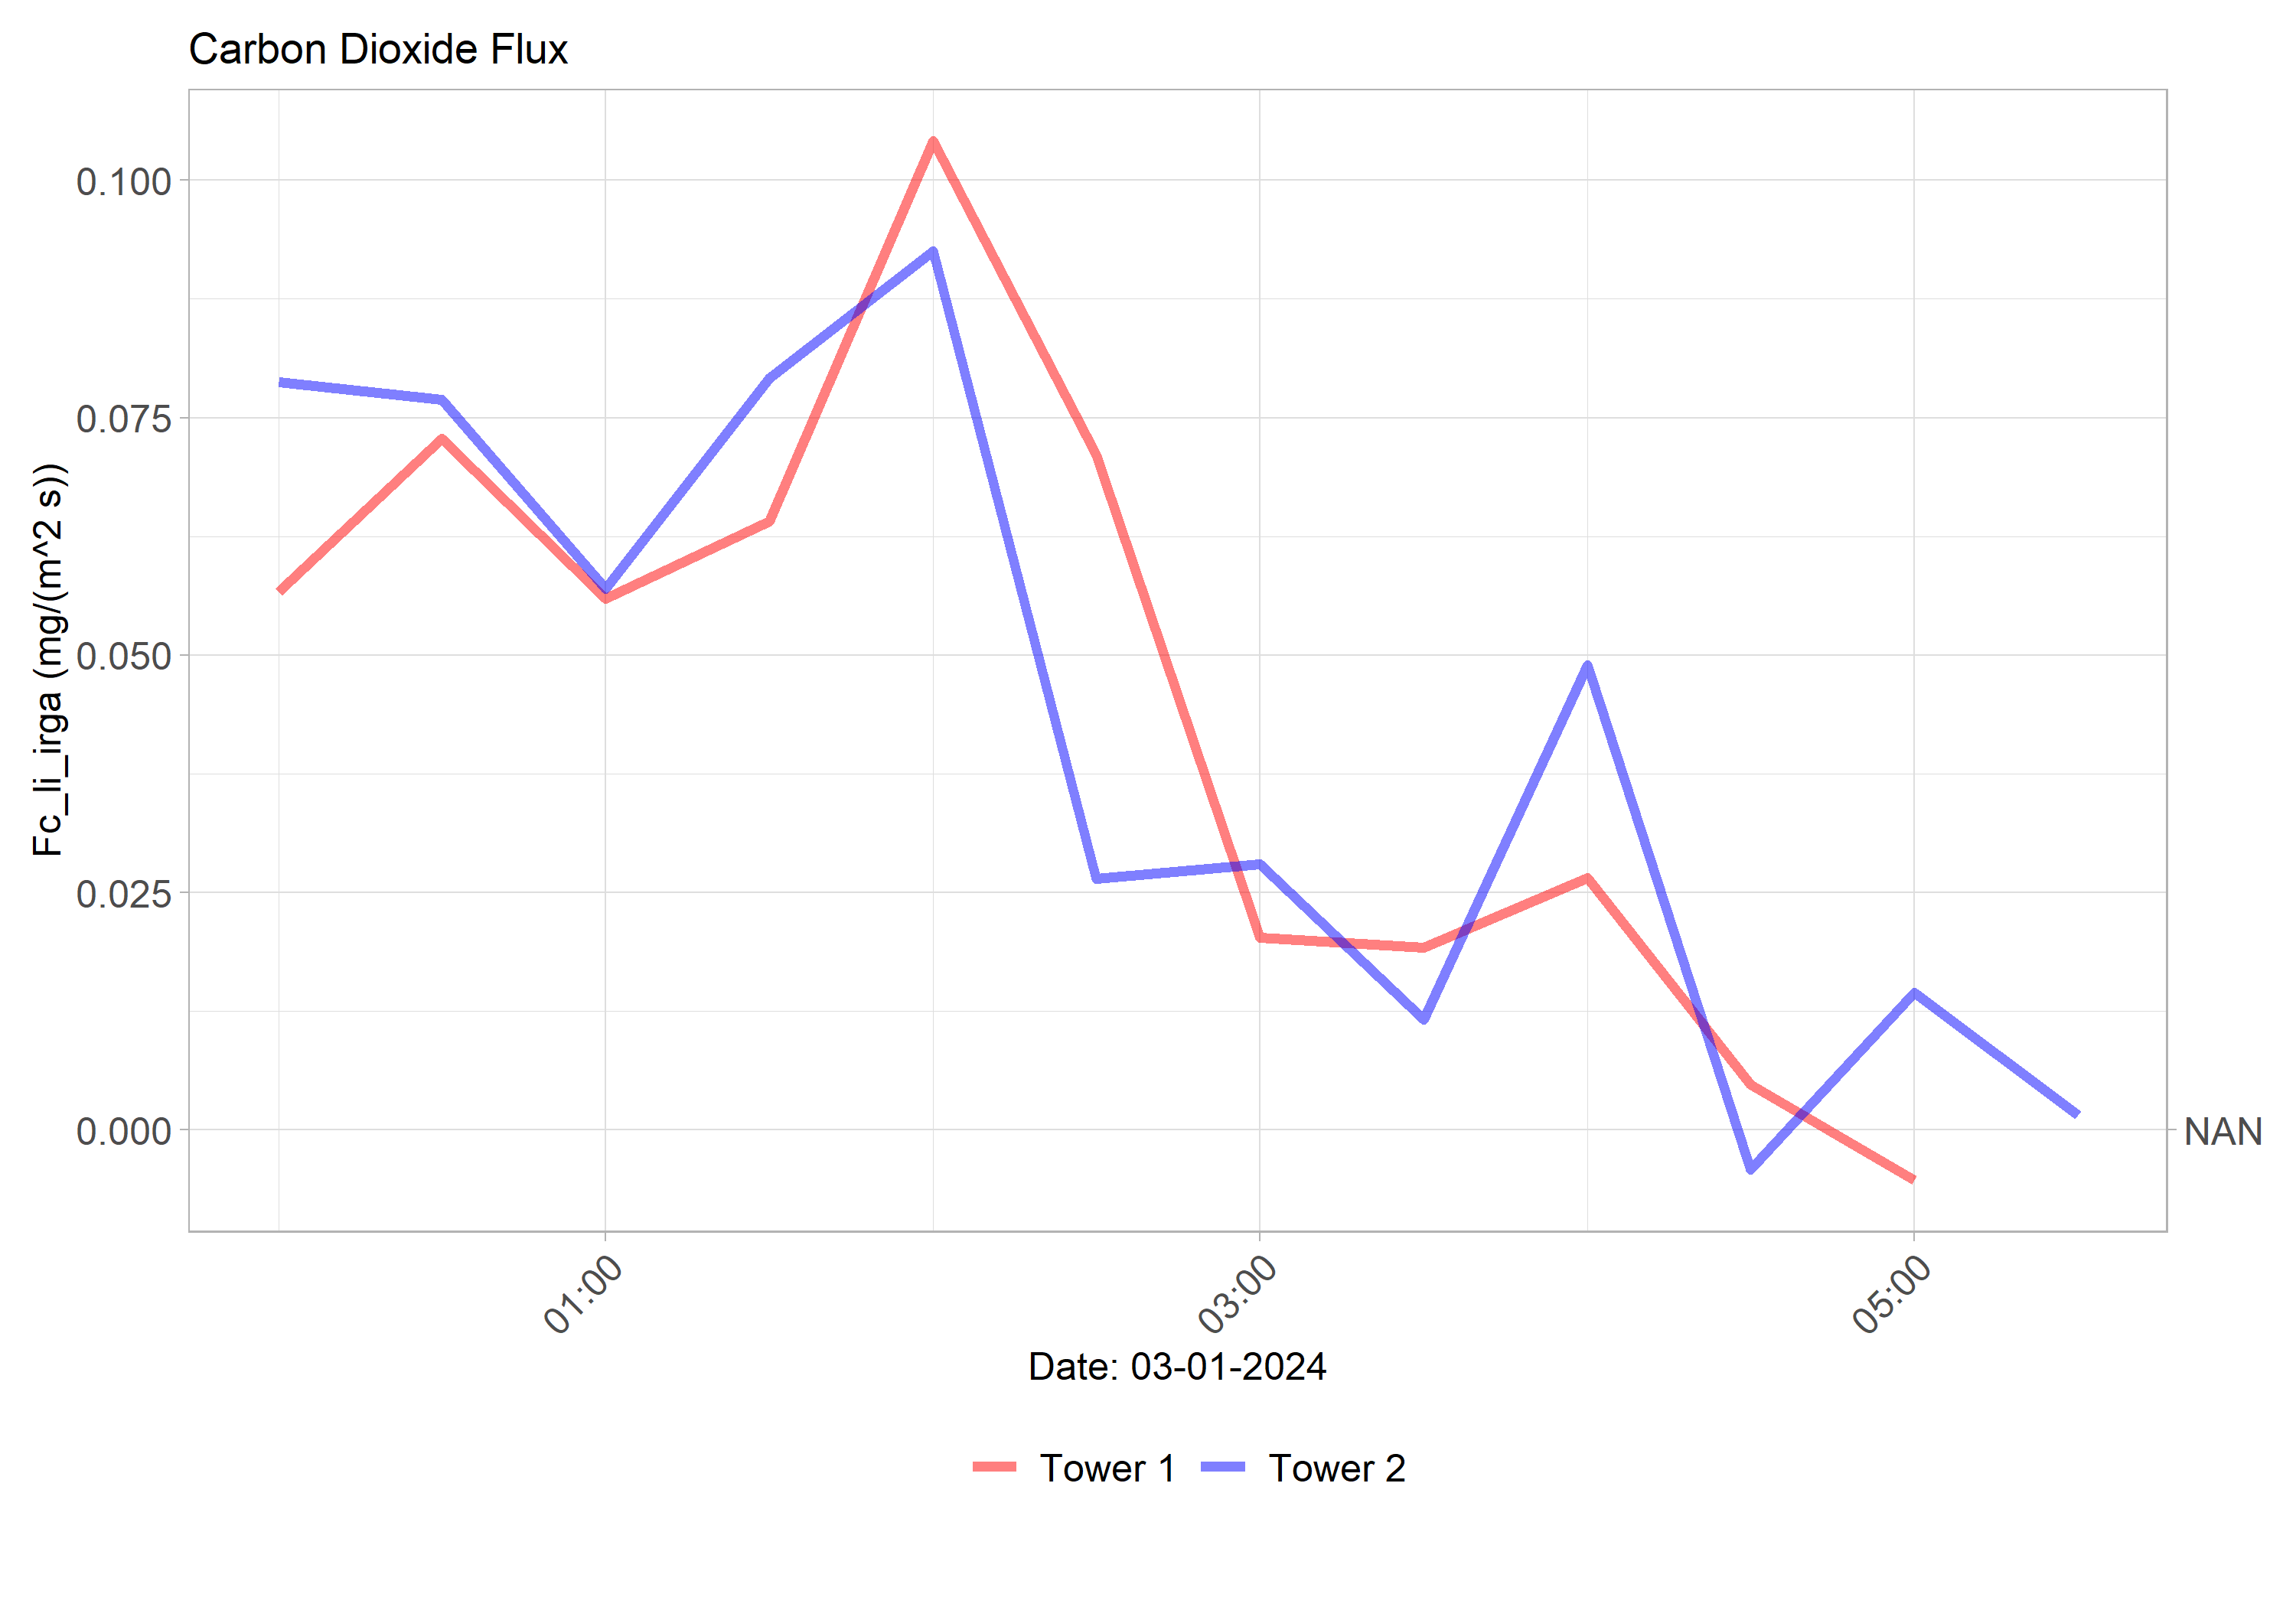 Carbon Dioxide Flux
Fc_li_irga (mg/(m^2 s))
0.100
0.075
0.050
0.025
0.000
NAN
01:00
03:00
05:00
Date: 03-01-2024
Tower 1
Tower 2